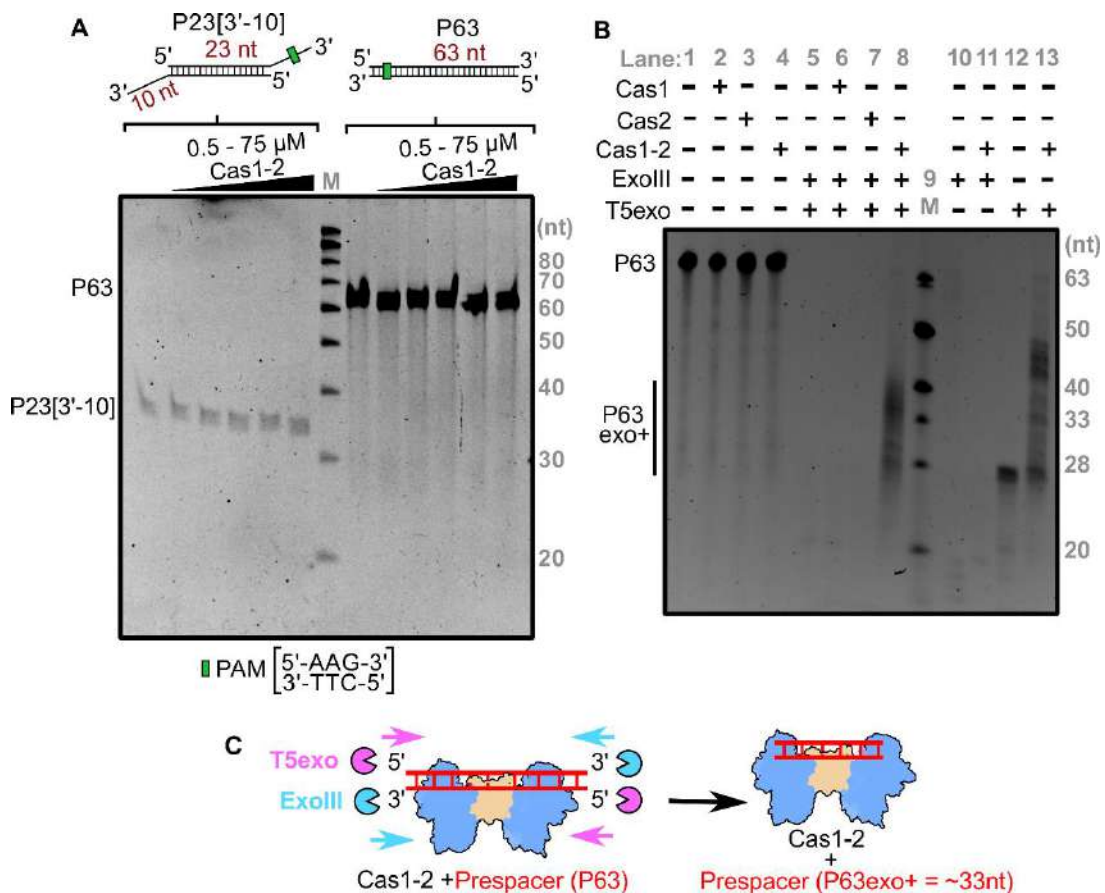 A
P23[3'-10]
5' 23 nt 3'
3' 10 nt 5'
P63
5' 63 nt 3'
3' 5'
0.5 - 75 µM
Cas1-2
M
0.5 - 75 µM
Cas1-2
(nt)
80
70
60
50
40
30
20
P63
P23[3'-10]
PAM [5'-AAG-3'
3'-TTC-5']
B
Lane: 1 2 3 4 5 6 7 8 10 11 12 13
Cas1 - + - - - + - - - - - -
Cas2 - - + - - - + - - - - -
Cas1-2 - - - + - - - + - + - +
ExoIII - - - - + + + + 9 + + - -
T5exo - - - - + + + + M - - + +
(nt)
P63
63
50
40
33
28
20
P63
exo+
C
T5exo 5' 3'
ExoIII 3' 5'
Cas1-2 +Prespacer (P63)
Cas1-2
+
Prespacer (P63exo+ = ~33nt)